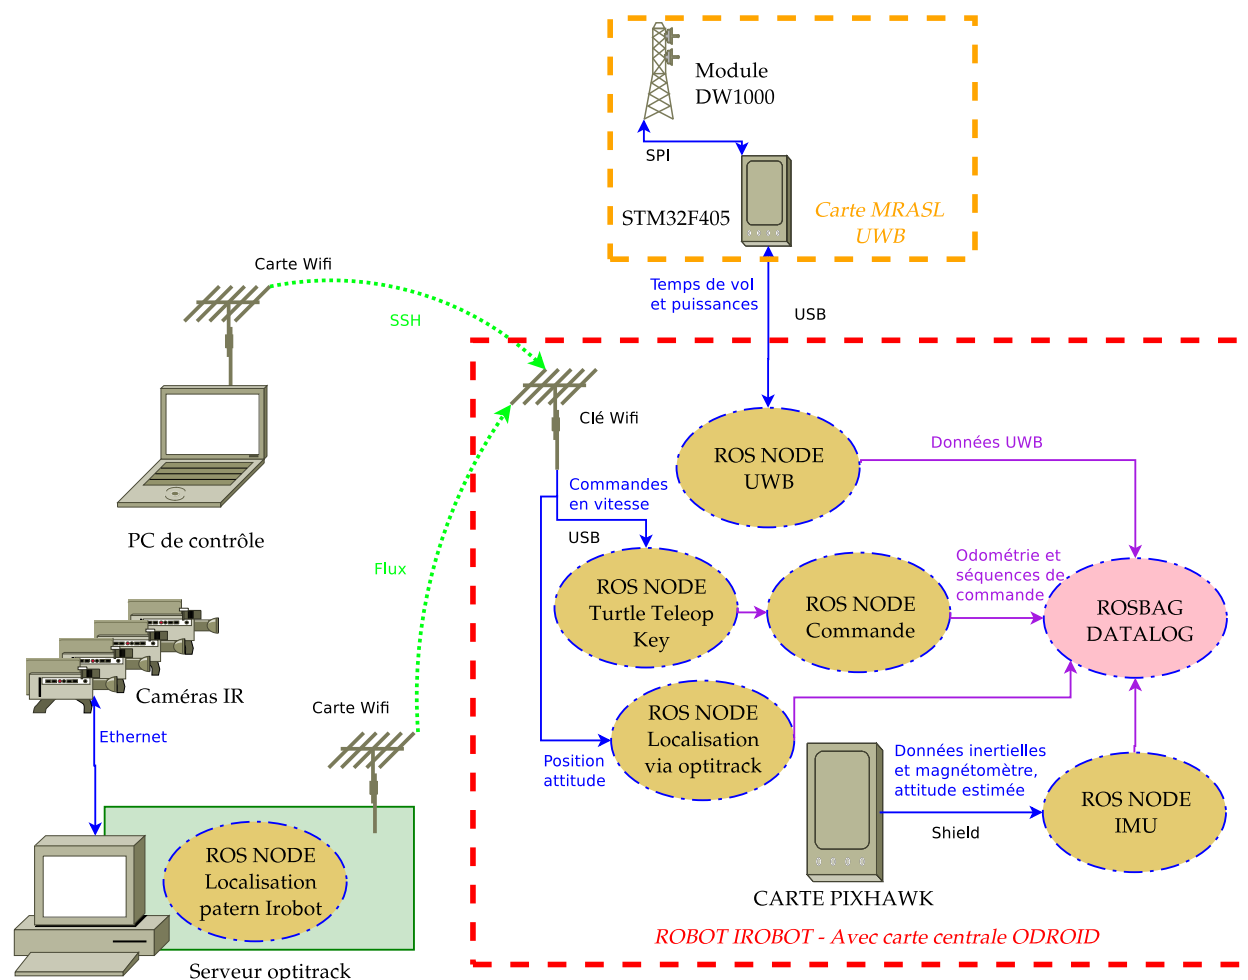 Module
DW1000
SPI
STM32F405
Carte MRASL
UWB
Carte Wifi
Temps de vol
et puissances
USB
SSH
Clé Wifi
Données UWB
ROS NODE
UWB
Commandes
en vitesse
USB
PC de contrôle
Flux
Odométrie et
séquences de
commande
ROS NODE
Turtle Teleop
Key
ROS NODE
Commande
ROSBAG
DATALOG
Caméras IR
Carte Wifi
Ethernet
ROS NODE
Localisation
via optitrack
Position
attitude
Données inertielles
et magnétomètre,
attitude estimée
Shield
ROS NODE
IMU
ROS NODE
Localisation
patern Irobot
CARTE PIXHAWK
ROBOT IROBOT - Avec carte centrale ODROID
Serveur optitrack